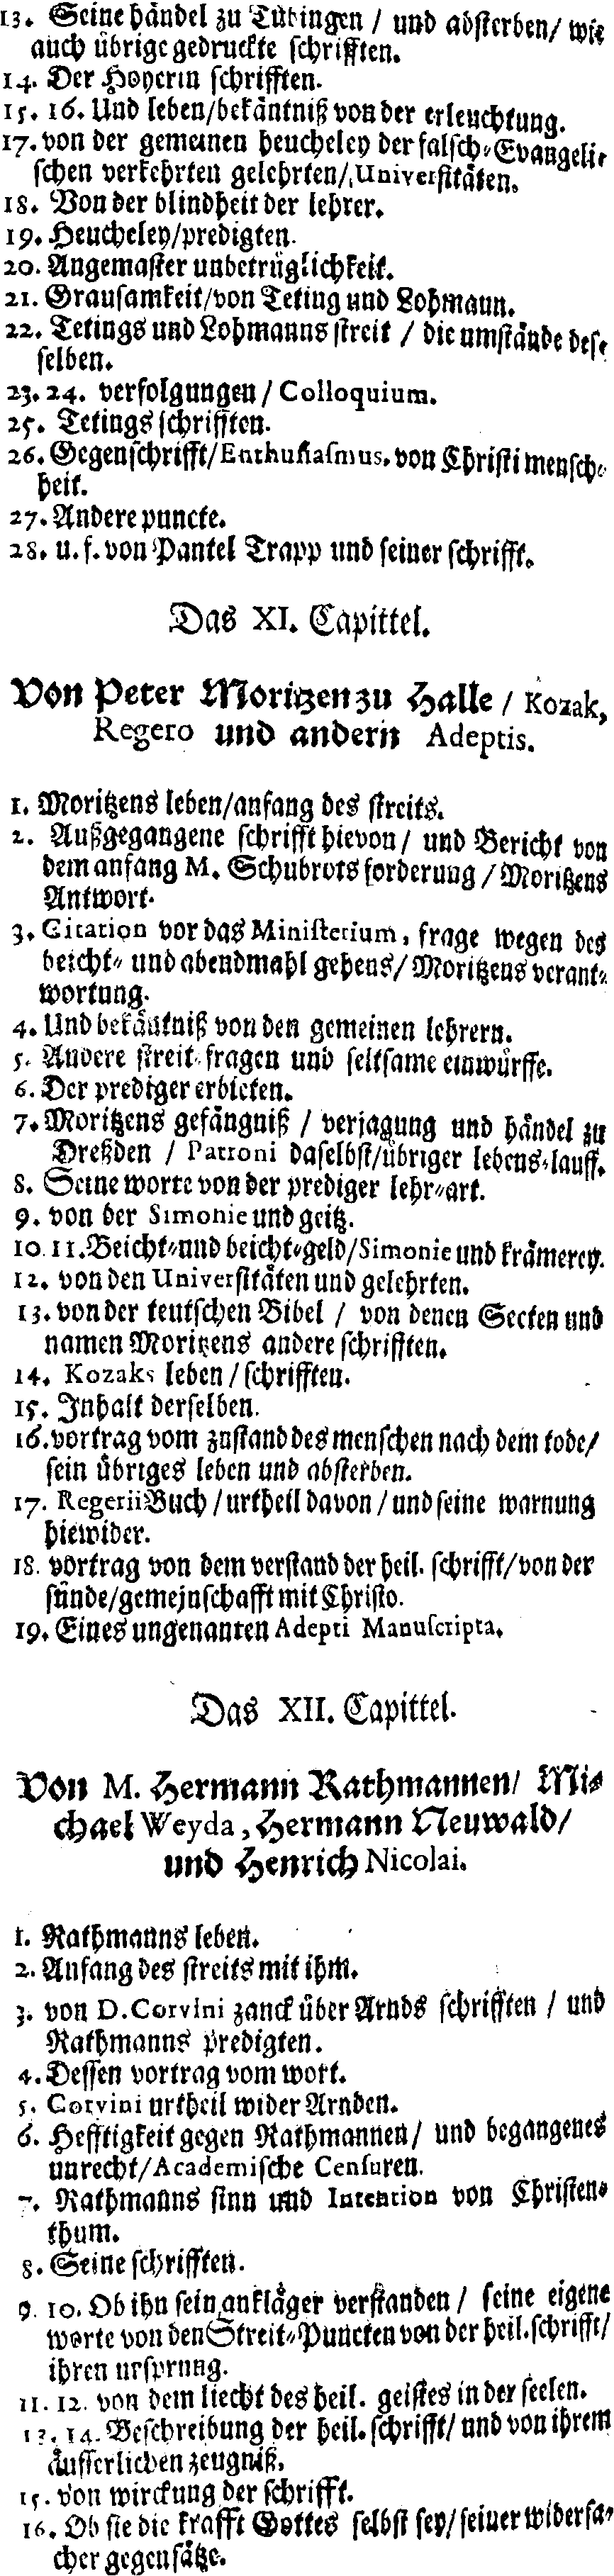 13. Seine händel zu Tübingen / und absterben/ wie
auch übrige gedruckte schrifften.
14. Der Hoyerin schrifften.
15. 16. Und leben/bekäntniß von der erleuchtung.
17. von der gemeinen heucheley der falsch-Evangeli-
schen verkehrten gelehrten/Universitäten.
18. Von der blindheit der lehrer.
19. Heucheley/predigten.
20. Angemaster unbetrüglichkeit.
21. Grausamkeit/von Teting und Lohmann.
22. Tetings und Lohmanns streit / die umstände des-
selben.
23. 24. verfolgungen / Colloquium.
25. Tetings schrifften.
26. Gegenschrifft/Enthusiasmus. von Christi mensch-
heit.
27. Andere puncte.
28. u. f. von Pantel Trapp und seiner schrifft.
Das XI. Capittel.
Von Peter Moritzen zu Halle / Kozak,
Regero und andern Adeptis.
1. Moritzens leben/anfang des streits.
2. Außgegangene schrifft hievon / und Bericht von
dem anfang M. Schubrots forderung / Moritzens
Antwort.
3. Citation vor das Ministerium, frage wegen des
beicht- und abendmahl gehens/ Moritzens verant-
wortung.
4. Und bekäntniß von den gemeinen lehrern.
5. Andere streit-fragen und seltsame einwürffe.
6. Der prediger erbieten.
7. Moritzens gefängniß / verjagung und händel zu
Dreßden / Patroni daselbst/übriger lebens-lauff.
8. Seine worte von der prediger lehr-art.
9. von der Simonie und geitz.
10. 11. Beicht- und beicht-geld/Simonie und krämerey.
12. von den Universitäten und gelehrten.
13. von der teutschen Bibel / von denen Secten und
namen Moritzens andere schrifften.
14. Kozaks leben / schrifften.
15. Inhalt derselben.
16. vortrag vom zustand des menschen nach dem tode/
sein übriges leben und absterben.
17. Regerii Buch / urtheil davon / und seine warnung
hiewider.
18. vortrag von dem verstand der heil. schrifft/von der
sünde/gemeinschafft mit Christo.
19. Eines ungenanten Adepti Manuscripta.
Das XII. Capittel.
Von M. Hermann Rathmannen/ Mi-
chael Weyda, Hermann Neuwald/
und Henrich Nicolai.
1. Rathmanns leben.
2. Anfang des streits mit ihm.
3. von D. Corvini zanck über Arnds schrifften / und
Rathmanns predigten.
4. Dessen vortrag vom wort.
5. Corvini urtheil wider Arnden.
6. Hefftigkeit gegen Rathmannen/ und begangenes
unrecht/Academische Censuren.
7. Rathmanns sinn und Intention von Christen-
thum.
8. Seine schrifften.
9. 10. Ob ihn sein ankläger verstanden / seine eigene
worte von den Streit-Puncten von der heil. schrifft/
ihren ursprung.
11. 12. von dem liecht des heil. geistes in der seelen.
13. 14. Beschreibung der heil. schrifft/ und von ihrem
äusserlichen zeugniß.
15. von wirckung der schrifft.
16. Ob sie die krafft Gottes selbst sey/ seiner widersa-
cher gegensätze.